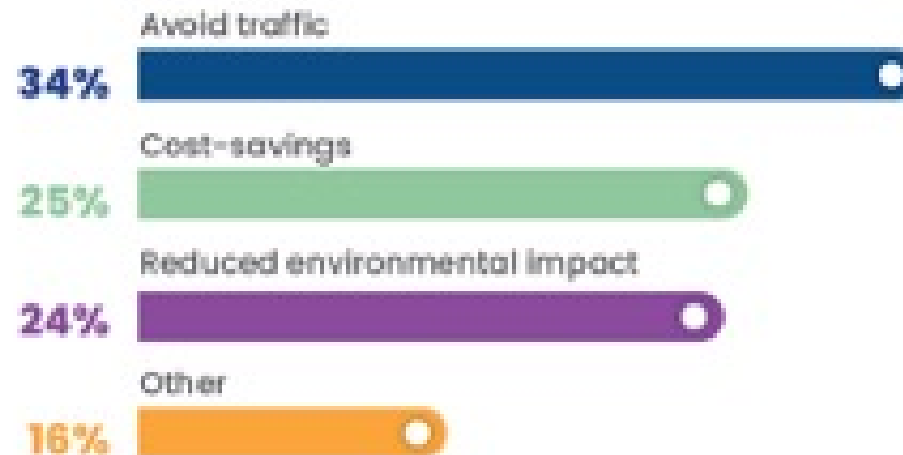 Avoid traffic
34%
Cost-savings
25%
Reduced environmental impact
24%
Other
16%